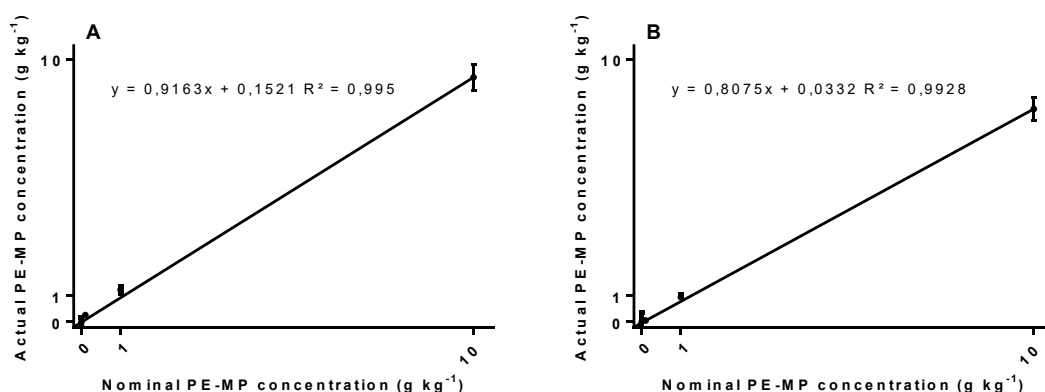 A
Actual PE-MP concentration (g kg⁻¹)
10
1
0
y = 0,9163x + 0,1521 R² = 0,995
0
1
10
Nominal PE-MP concentration (g kg⁻¹)
B
Actual PE-MP concentration (g kg⁻¹)
10
1
0
y = 0,8075x + 0,0332 R² = 0,9928
0
1
10
Nominal PE-MP concentration (g kg⁻¹)